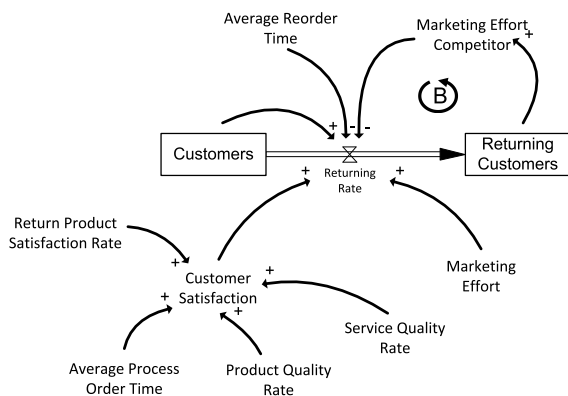 Average Reorder
Time
Marketing Effort
Competitor
+
B
+
-
-
Customers
Returning
Customers
Returning
Rate
+
+
Return Product
Satisfaction Rate
+
Customer
Satisfaction
+
Marketing
Effort
+
+
Service Quality
Rate
Average Process
Order Time
Product Quality
Rate